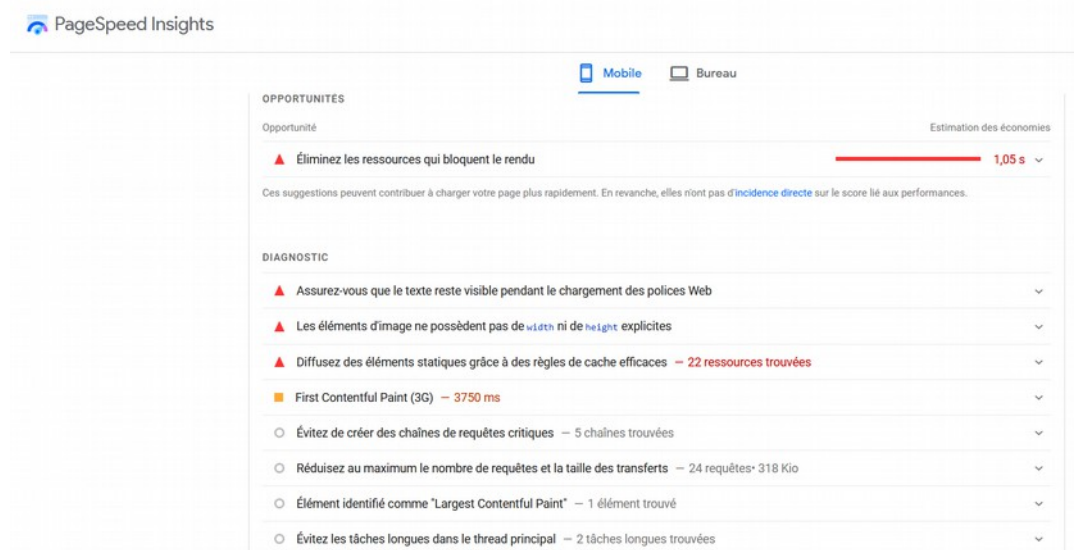 PageSpeed Insights
Mobile Bureau
OPPORTUNITÉS
Opportunité Estimation des économies
Éliminez les ressources qui bloquent le rendu 1,05 s
Ces suggestions peuvent contribuer à charger votre page plus rapidement. En revanche, elles n'ont pas d'incidence directe sur le score lié aux performances.
DIAGNOSTIC
Assurez-vous que le texte reste visible pendant le chargement des polices Web
Les éléments d'image ne possèdent pas de width ni de height explicites
Diffusez des éléments statiques grâce à des règles de cache efficaces — 22 ressources trouvées
First Contentful Paint (3G) — 3750 ms
Évitez de créer des chaînes de requêtes critiques — 5 chaînes trouvées
Réduisez au maximum le nombre de requêtes et la taille des transferts — 24 requêtes• 318 Kio
Élément identifié comme "Largest Contentful Paint" — 1 élément trouvé
Évitez les tâches longues dans le thread principal — 2 tâches longues trouvées